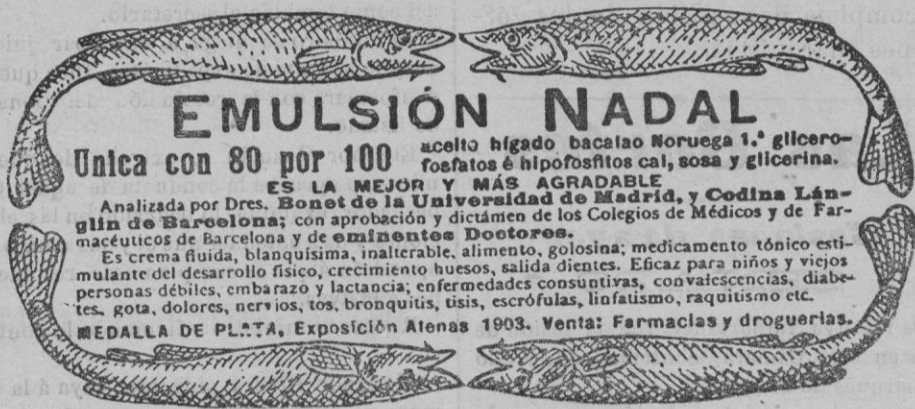 EMULSIÓN NADAL
Unica con 80 por 100 aceito hígado bacalao Noruega 1.ª glicero-
fosfatos é hipofosfitos cal, sosa y glicerina.
ES LA MEJOR Y MÁS AGRADABLE
Analizada por Dres. Bonet de la Universidad de Madrid, y Codina Lán-
glin de Barcelona; con aprobación y dictámen de los Colegios de Médicos y de Far-
macéuticos de Barcelona y de eminentes Doctores.
Es crema fluida, blanquísima, inalterable, alimento, golosina; medicamento tónico esti-
mulante del desarrollo físico, crecimiento huesos, salida dientes. Eficaz para niños y viejos
personas débiles, embarazo y lactancia; enfermedades consuntivas, convalescencias, diabe-
tes, gota, dolores, nervios, tos, bronquitis, tisis, escrófulas, linfatismo, raquitismo etc.
MEDALLA DE PLATA. Exposición Atenas 1903. Venta: Farmacias y droguerías.